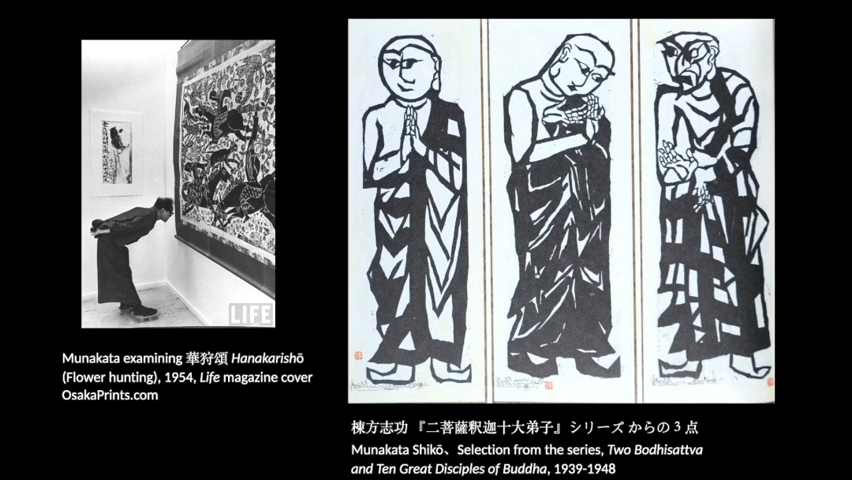 LIFE
Munakata examining 華狩頌 Hanakarishō
(Flower hunting), 1954, Life magazine cover
OsakaPrints.com
棟方志功 『二菩薩釈迦十大弟子』シリーズ からの 3 点
Munakata Shikō、Selection from the series, Two Bodhisattva
and Ten Great Disciples of Buddha, 1939-1948